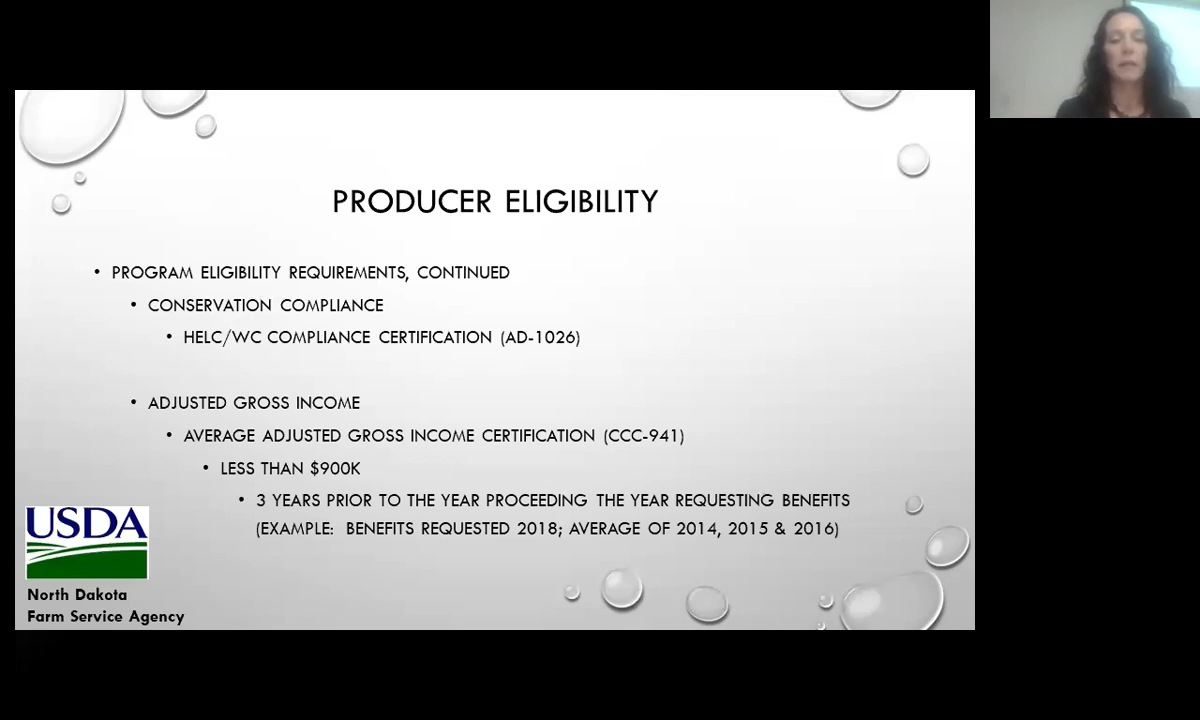 PRODUCER ELIGIBILITY
• PROGRAM ELIGIBILITY REQUIREMENTS, CONTINUED
• CONSERVATION COMPLIANCE
• HELC/WC COMPLIANCE CERTIFICATION (AD-1026)
• ADJUSTED GROSS INCOME
• AVERAGE ADJUSTED GROSS INCOME CERTIFICATION (CCC-941)
• LESS THAN $900K
• 3 YEARS PRIOR TO THE YEAR PROCEEDING THE YEAR REQUESTING BENEFITS
(EXAMPLE: BENEFITS REQUESTED 2018; AVERAGE OF 2014, 2015 & 2016)
USDA
North Dakota
Farm Service Agency